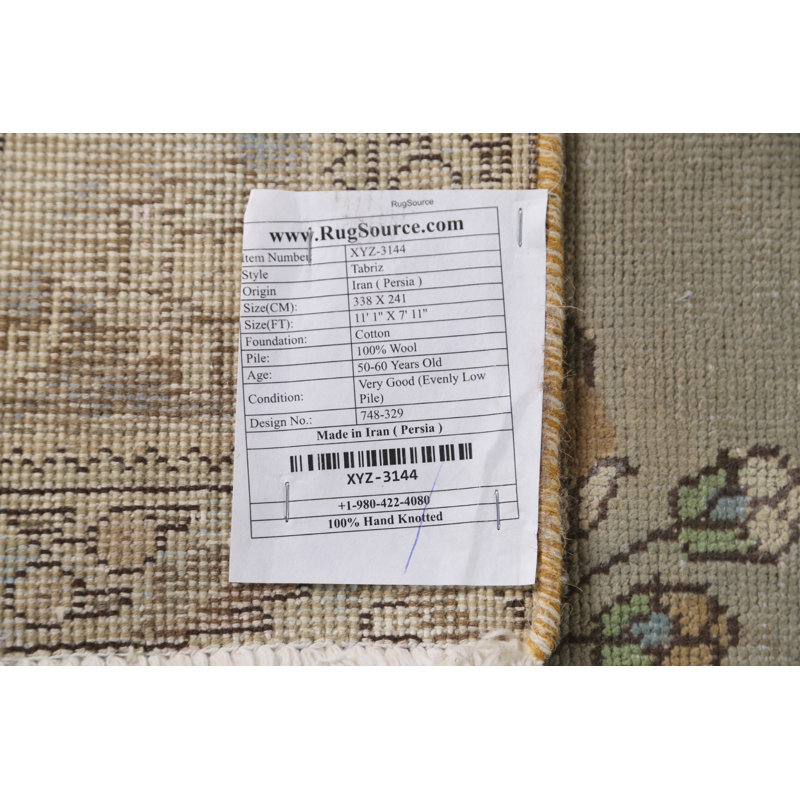 RugSource
www.RugSource.com
Item Number XYZ-3144
Style Tabriz
Origin Iran ( Persia )
Size(CM): 338 X 241
Size(FT): 11' 1" X 7' 11"
Foundation: Cotton
Pile: 100% Wool
Age: 50-60 Years Old
Condition: Very Good (Evenly Low
Pile)
Design No.: 748-329
Made in Iran ( Persia )
XYZ-3144
+1-980-422-4080
100% Hand Knotted